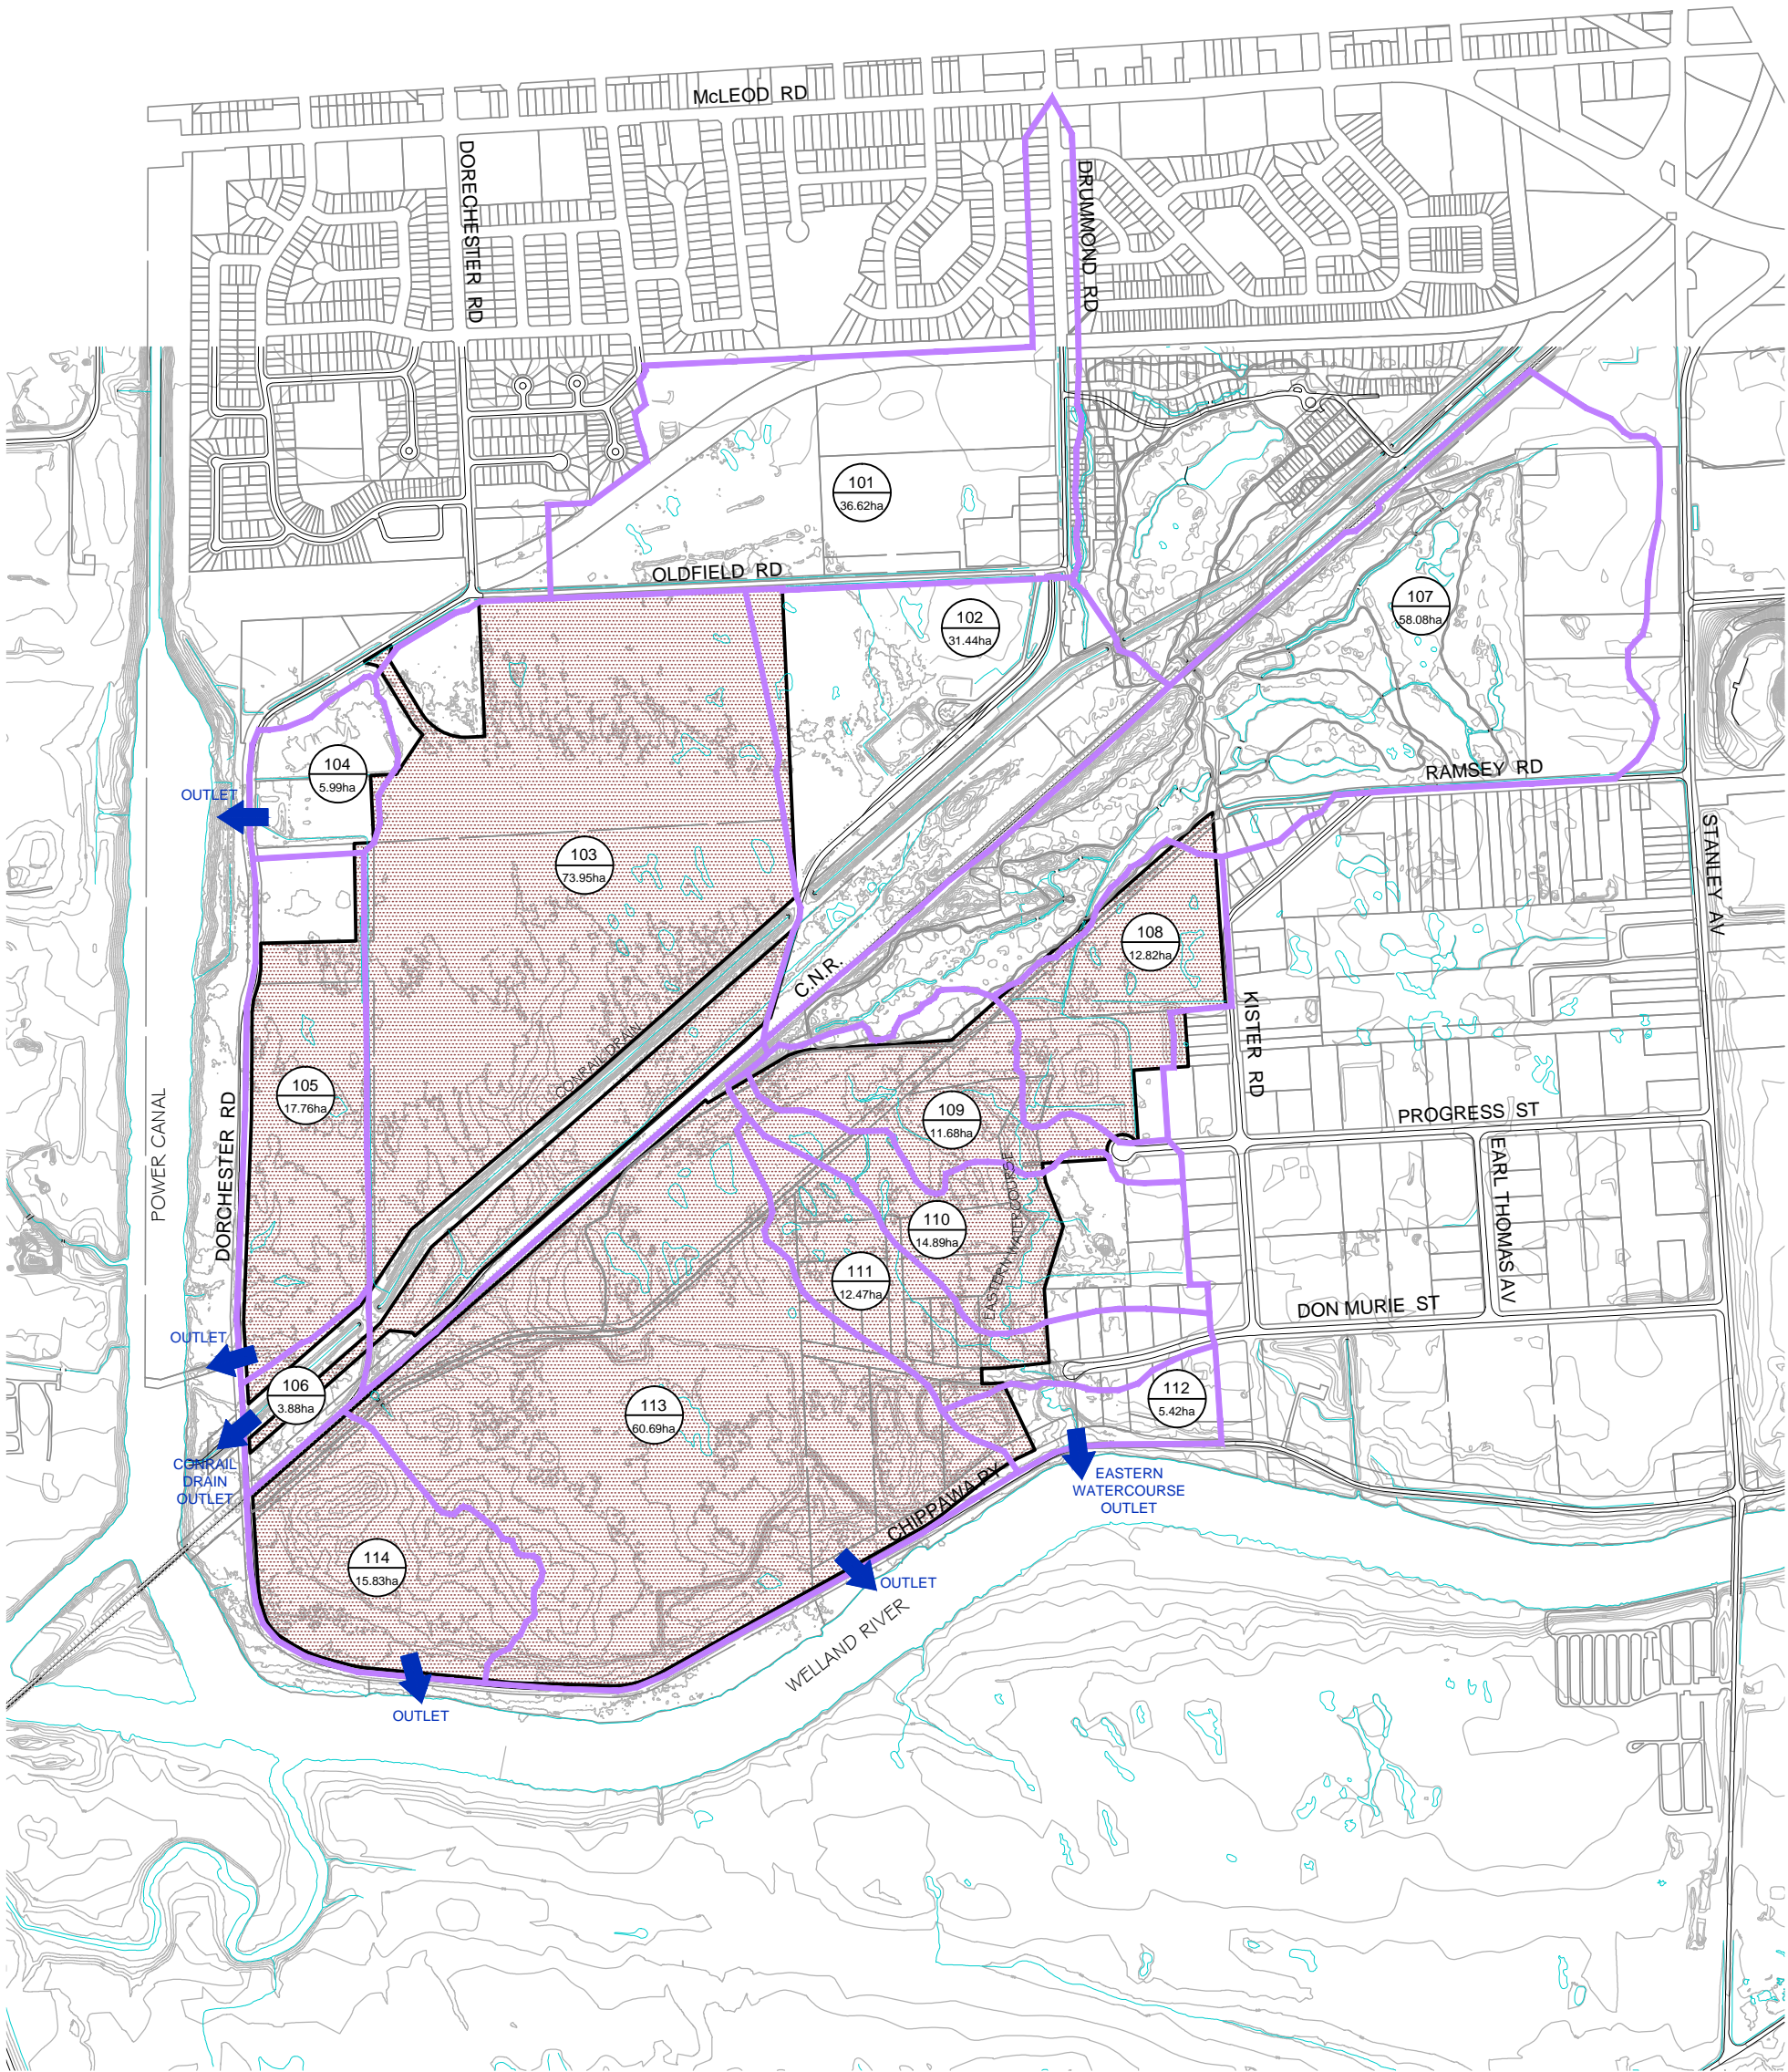 McLEOD RD
DORECHESTER RD
DRUMMOND RD
101
36.62ha
OLDFIELD RD
102
31.44ha
107
58.08ha
104
5.99ha
OUTLET
RAMSEY RD
STANLEY AV
103
73.95ha
108
12.82ha
C.N.R.
KISTER RD
CONRAIL DRAIN
105
17.76ha
POWER CANAL
DORCHESTER RD
109
11.68ha
PROGRESS ST
EARL THOMAS AV
EASTERN WATERCOURSE
110
14.89ha
111
12.47ha
DON MURIE ST
OUTLET
106
3.88ha
112
5.42ha
113
60.69ha
CONRAIL
DRAIN
OUTLET
EASTERN
WATERCOURSE
OUTLET
CHIPPAWA PY
114
15.83ha
OUTLET
WELLAND RIVER
OUTLET